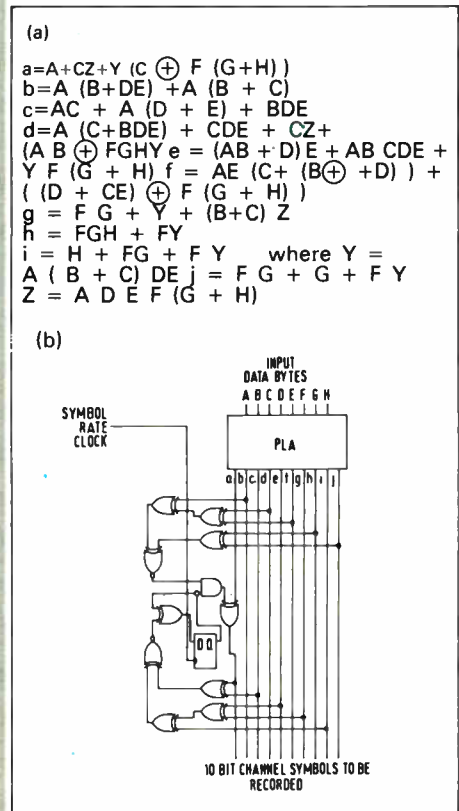 (a)
a=A+CZ+Y (C ⊕ F (G+H) )
b=A (B+DE) +A (B + C)
c=AC + A (D + E) + BDE
d=A (C+BDE) + CDE + CZ+
(A B ⊕ FGHY e = (AB + D) E + AB CDE +
Y F (G + H) f = AE (C+ (B⊕ +D) ) +
( (D + CE) ⊕ F (G + H) )
g = F G + Y + (B+C) Z
h = FGH + FY
i = H + FG + F Y where Y =
A ( B + C) DE j = F G + G + F Y
Z = A D E F (G + H)
(b)
INPUT
DATA BYTES
A B C D E F G H
SYMBOL
RATE
CLOCK
PLA
a b c d e f g h i j
D Q
10 BIT CHANNEL SYMBOLS TO BE
RECORDED